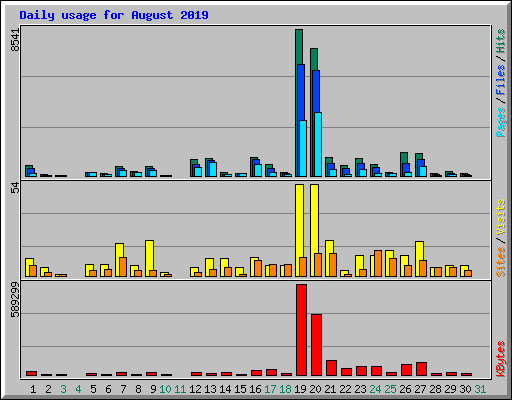 Daily usage for August 2019
8541
Pages / Files / Hits
54
Sites / Visits
589299
KBytes
1 2 3 4 5 6 7 8 9 10 11 12 13 14 15 16 17 18 19 20 21 22 23 24 25 26 27 28 29 30 31